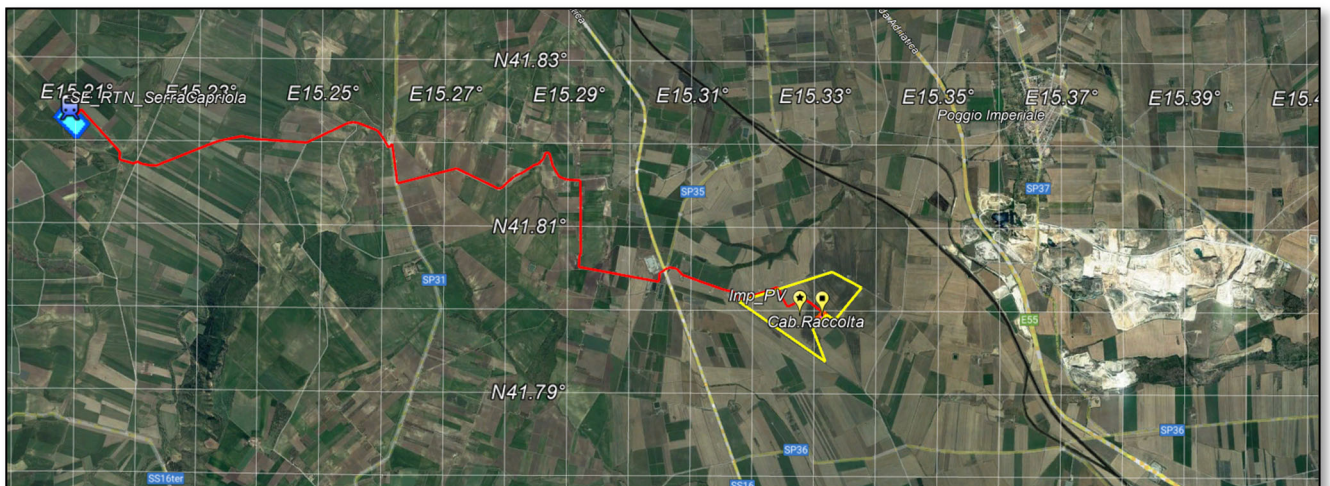 N41.83°
E15.21°
E15.23°
E15.25°
E15.27°
E15.29°
E15.31°
E15.33°
E15.35°
E15.37°
E15.39°
SE_RTN_SerraCapriola
Poggio Imperiale
SP35
SP37
N41.81°
SP31
Imp_PV
Cab.Raccolta
E55
N41.79°
SP36
SP36
SS16ter
SS16